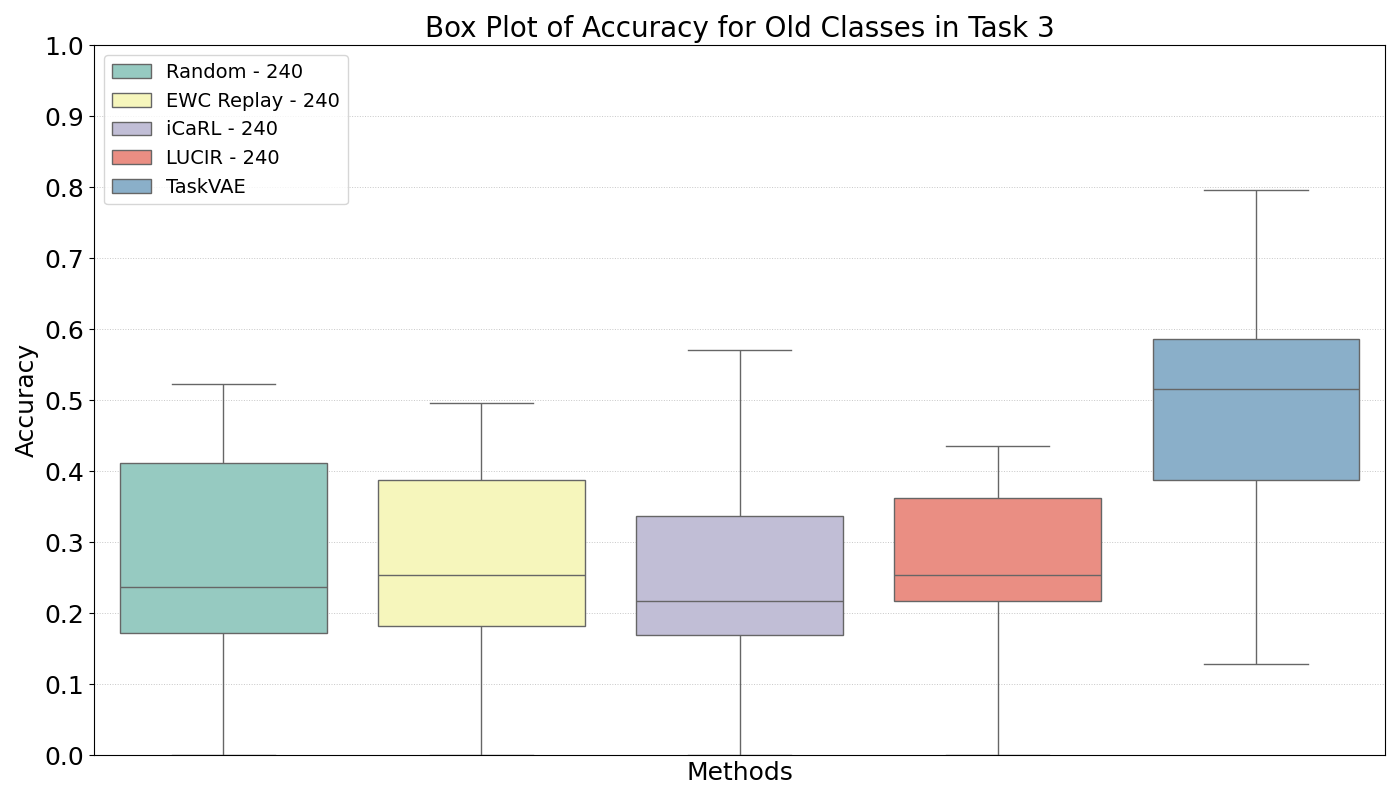 Box Plot of Accuracy for Old Classes in Task 3
1.0
0.9
0.8
0.7
0.6
0.5
0.4
0.3
0.2
0.1
0.0
Accuracy
Random - 240
EWC Replay - 240
iCaRL - 240
LUCIR - 240
TaskVAE
Methods